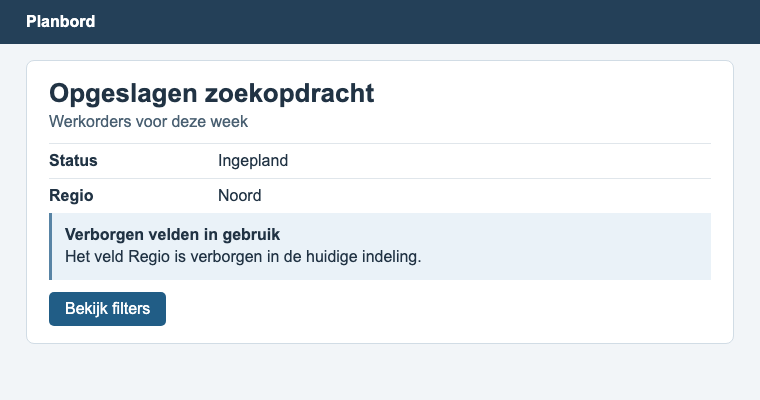 Planbord
Opgeslagen zoekopdracht
Werkorders voor deze week
Status Ingepland
Regio Noord
Verborgen velden in gebruik
Het veld Regio is verborgen in de huidige indeling.
Bekijk filters